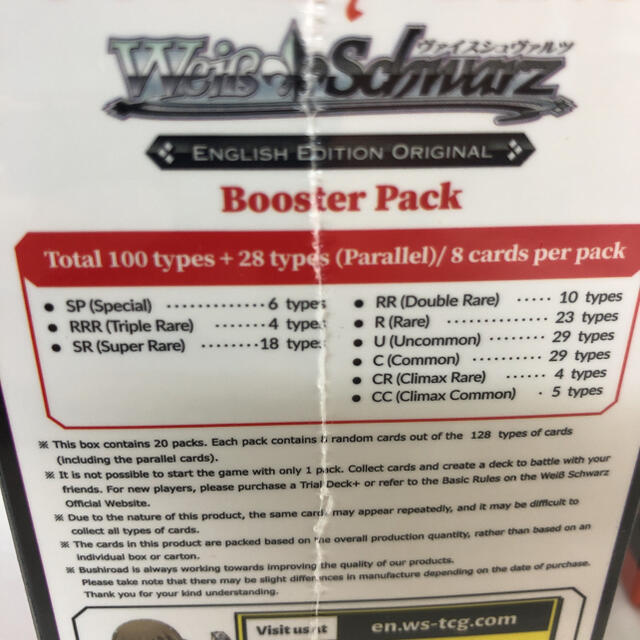 ヴァイスシュヴァルツ
Weiß Schwarz
ENGLISH EDITION ORIGINAL
Booster Pack
Total 100 types + 28 types (Parallel)/ 8 cards per pack
● SP (Special) ············· 6 types
● RRR (Triple Rare) ······· 4 types
● SR (Super Rare) ········ 18 types
● RR (Double Rare) ····· 10 types
● R (Rare) ·············· 23 types
● U (Uncommon) ········· 29 types
● C (Common) ·········· 29 types
● CR (Climax Rare) ····· 4 types
● CC (Climax Common) · 5 types
※ This box contains 20 packs. Each pack contains 8 random cards out of the 128 types of cards
(including the parallel cards).
※ It is not possible to start the game with only 1 pack. Collect cards and create a deck to battle with your
friends. For new players, please purchase a Trial Deck+ or refer to the Basic Rules on the Weiß Schwarz
Official Website.
※ Due to the nature of this product, the same cards may appear repeatedly, and it may be difficult to
collect all types of cards.
※ The cards in this product are packed based on the overall production quantity, rather than based on an
individual box or carton.
※ Bushiroad is always working towards improving the quality of our products.
Please take note that there may be slight differences in manufacture depending on the date of purchase.
Thank you for your kind understanding.
Visit us at en.ws-tcg.com